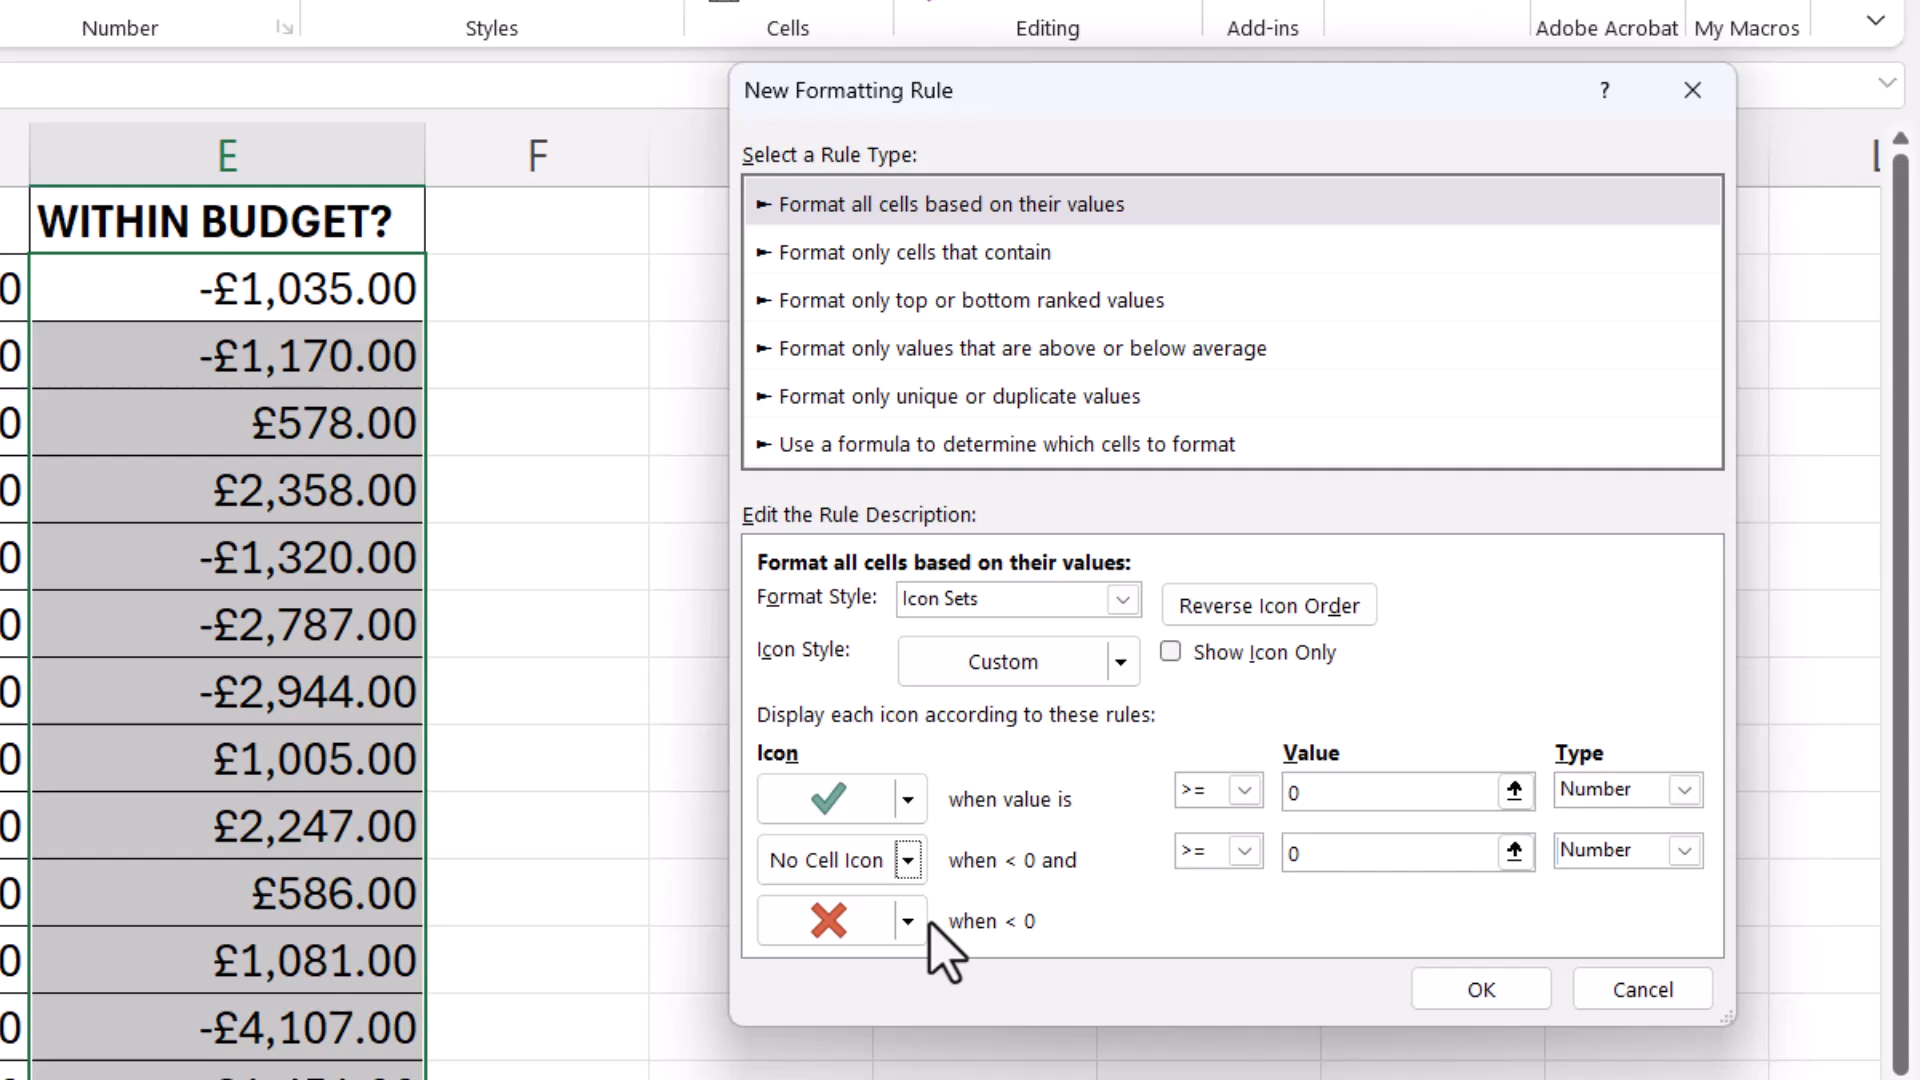 Number
Styles
Cells
Editing
Add-ins
Adobe Acrobat
My Macros
E
F
WITHIN BUDGET?
0 -£1,035.00
0 -£1,170.00
0 £578.00
0 £2,358.00
0 -£1,320.00
0 -£2,787.00
0 -£2,944.00
0 £1,005.00
0 £2,247.00
0 £586.00
0 £1,081.00
0 -£4,107.00
New Formatting Rule
?
Select a Rule Type:
► Format all cells based on their values
► Format only cells that contain
► Format only top or bottom ranked values
► Format only values that are above or below average
► Format only unique or duplicate values
► Use a formula to determine which cells to format
Edit the Rule Description:
Format all cells based on their values:
Format Style: Icon Sets Reverse Icon Order
Icon Style: Custom Show Icon Only
Display each icon according to these rules:
Icon Value Type
when value is >= 0 Number
No Cell Icon when < 0 and >= 0 Number
when < 0
OK Cancel